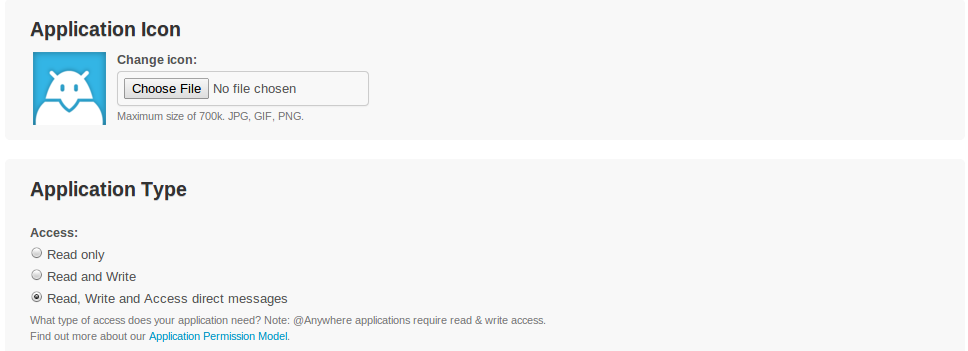 Application Icon
Change icon:
Choose File No file chosen
Maximum size of 700k. JPG, GIF, PNG.
Application Type
Access:
Read only
Read and Write
Read, Write and Access direct messages
What type of access does your application need? Note: @Anywhere applications require read & write access.
Find out more about our Application Permission Model.